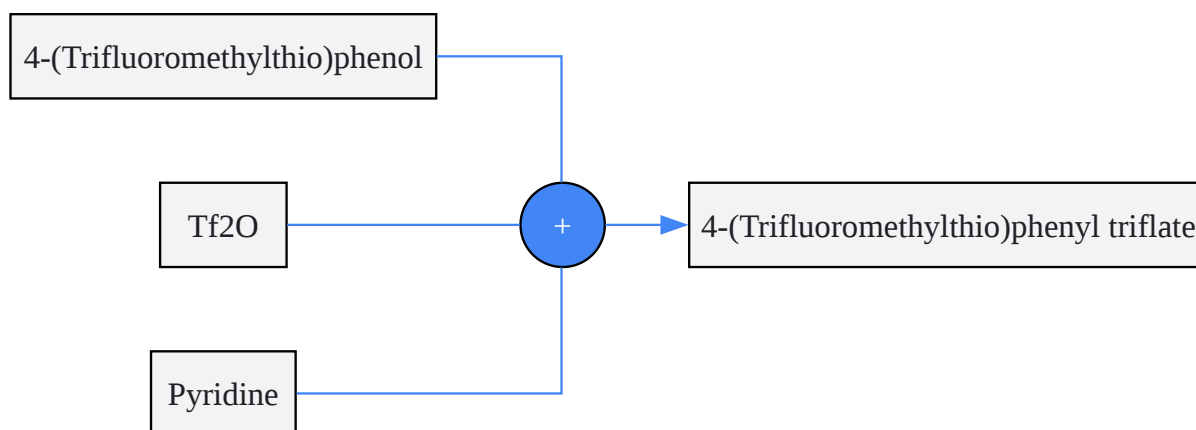 4-(Trifluoromethylthio)phenol
Tf2O
+
4-(Trifluoromethylthio)phenyl triflate
Pyridine